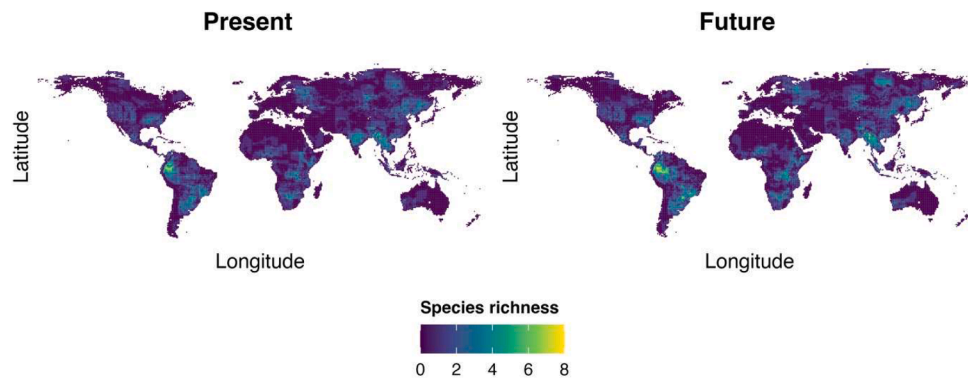 Present
Future
Latitude
Latitude
Longitude
Longitude
Species richness
0 2 4 6 8